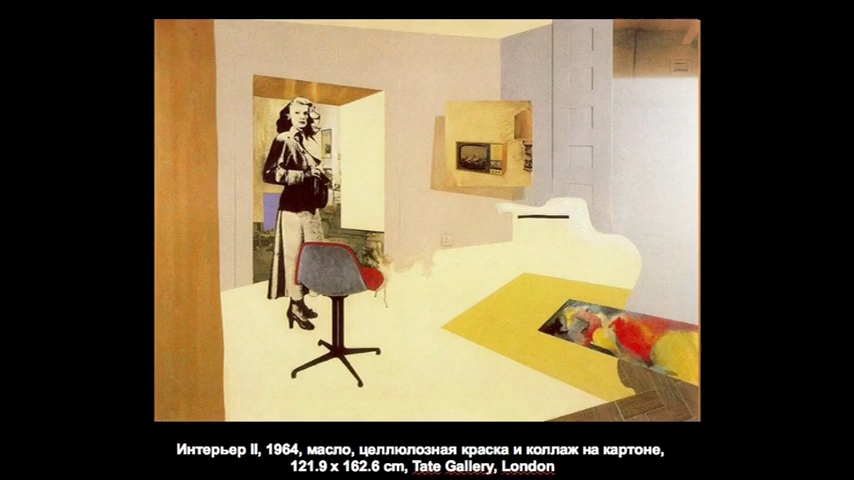 Интерьер II, 1964, масло, целлюлозная краска и коллаж на картоне,
121.9 x 162.6 cm, Tate Gallery, London